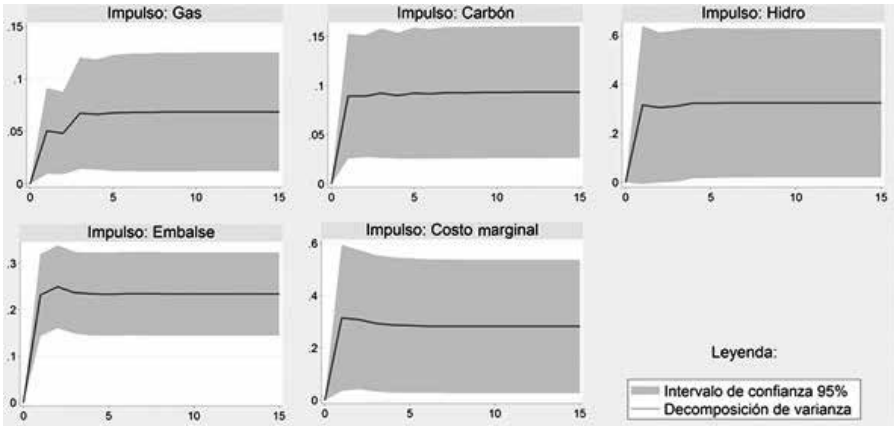 Impulso: Gas
.15
.1
.05
0
0 5 10 15
Impulso: Carbón
.15
.1
.05
0
0 5 10 15
Impulso: Hidro
.6
.4
.2
0
0 5 10 15
Impulso: Embalse
.3
.2
.1
0
0 5 10 15
Impulso: Costo marginal
.6
.4
.2
0
0 5 10 15
Leyenda:
Intervalo de confianza 95%
Decomposición de varianza